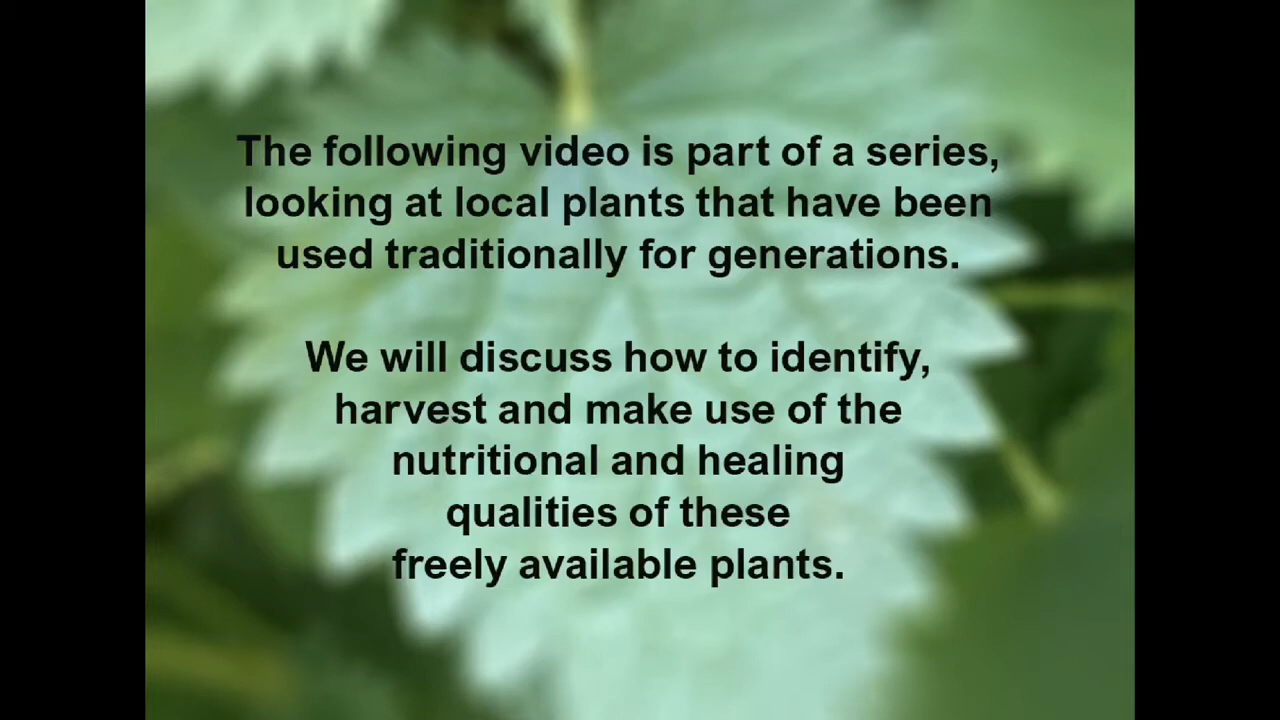 The following video is part of a series,
looking at local plants that have been
used traditionally for generations.
We will discuss how to identify,
harvest and make use of the
nutritional and healing
qualities of these
freely available plants.